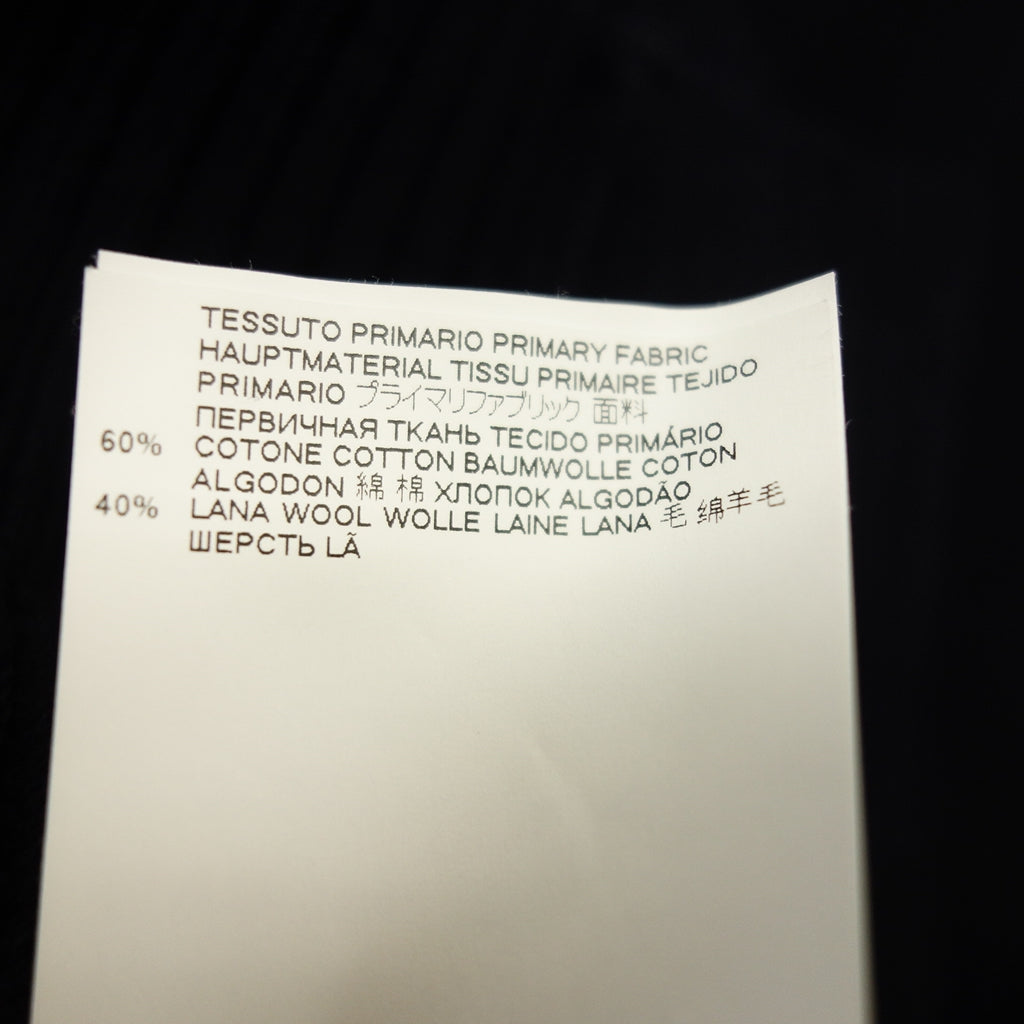 TESSUTO PRIMARIO PRIMARY FABRIC
HAUPTMATERIAL TISSU PRIMAIRE TEJIDO
PRIMARIO プライマリファブリック 面料
ПЕРВИЧНАЯ ТКАНЬ TECIDO PRIMÁRIO
60% COTONE COTTON BAUMWOLLE COTON
ALGODON 綿 棉 ХЛОПОК ALGODÃO
40% LANA WOOL WOLLE LAINE LANA 毛 绵羊毛
ШЕРСТЬ LÃ